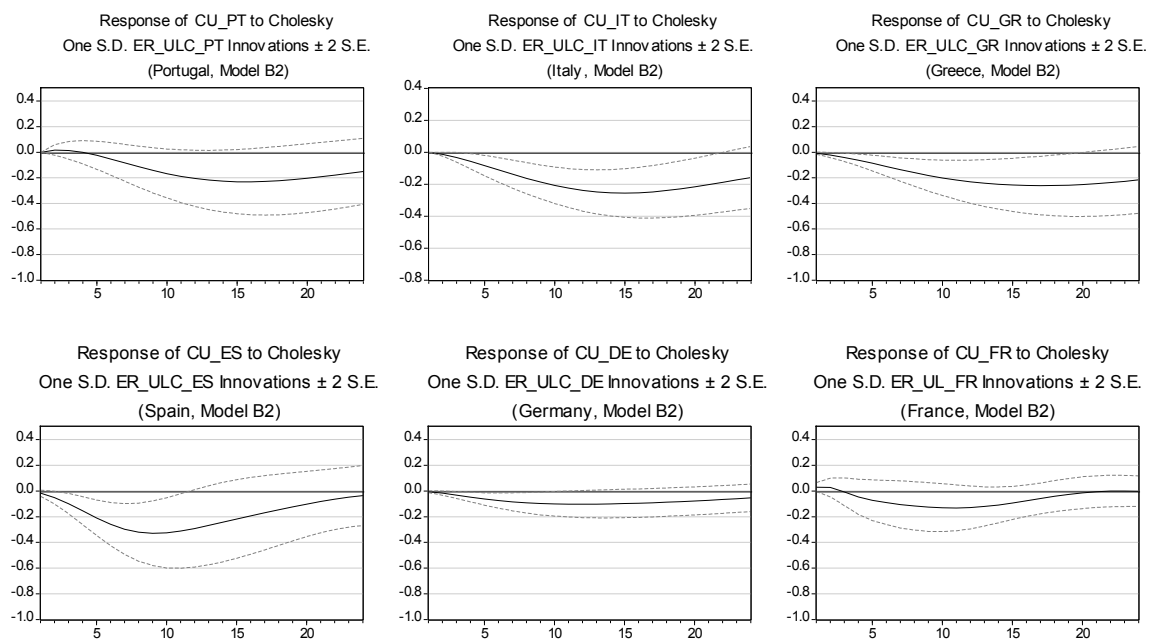 Response of CU_PT to Cholesky
One S.D. ER_ULC_PT Innovations ± 2 S.E.
(Portugal, Model B2)
0.4
0.2
0.0
-0.2
-0.4
-0.6
-0.8
-1.0
5 10 15 20
Response of CU_IT to Cholesky
One S.D. ER_ULC_IT Innovations ± 2 S.E.
(Italy, Model B2)
0.4
0.2
0.0
-0.2
-0.4
-0.6
-0.8
5 10 15 20
Response of CU_GR to Cholesky
One S.D. ER_ULC_GR Innovations ± 2 S.E.
(Greece, Model B2)
0.4
0.2
0.0
-0.2
-0.4
-0.6
-0.8
-1.0
5 10 15 20
Response of CU_ES to Cholesky
One S.D. ER_ULC_ES Innovations ± 2 S.E.
(Spain, Model B2)
0.4
0.2
0.0
-0.2
-0.4
-0.6
-0.8
-1.0
5 10 15 20
Response of CU_DE to Cholesky
One S.D. ER_ULC_DE Innovations ± 2 S.E.
(Germany, Model B2)
0.4
0.2
0.0
-0.2
-0.4
-0.6
-0.8
-1.0
5 10 15 20
Response of CU_FR to Cholesky
One S.D. ER_UL_FR Innovations ± 2 S.E.
(France, Model B2)
0.4
0.2
0.0
-0.2
-0.4
-0.6
-0.8
-1.0
5 10 15 20